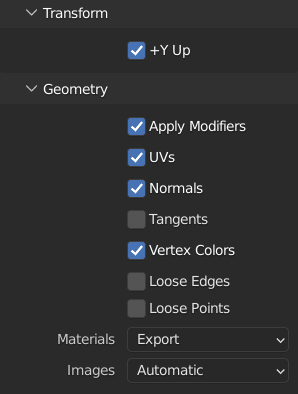 Transform
+Y Up
Geometry
Apply Modifiers
UVs
Normals
Tangents
Vertex Colors
Loose Edges
Loose Points
Materials Export
Images Automatic